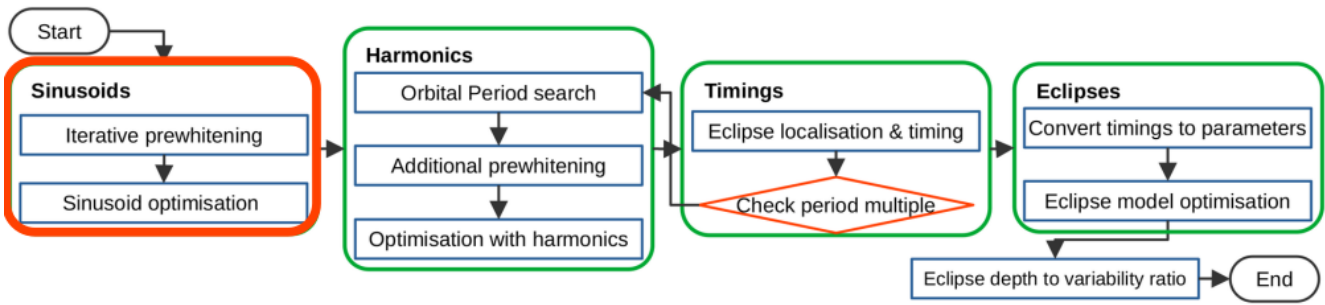 Start
Sinusoids
Iterative prewhitening
Sinusoid optimisation
Harmonics
Orbital Period search
Additional prewhitening
Optimisation with harmonics
Timings
Eclipse localisation & timing
Check period multiple
Eclipses
Convert timings to parameters
Eclipse model optimisation
Eclipse depth to variability ratio
End